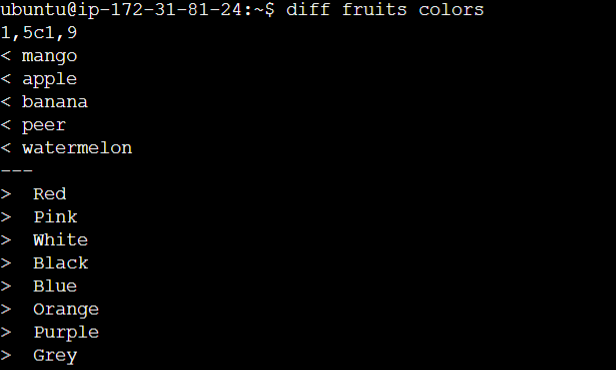 ubuntu@ip-172-31-81-24:~$ diff fruits colors
1,5c1,9
< mango
< apple
< banana
< peer
< watermelon
---
>  Red
>  Pink
>  White
>  Black
>  Blue
>  Orange
>  Purple
>  Grey